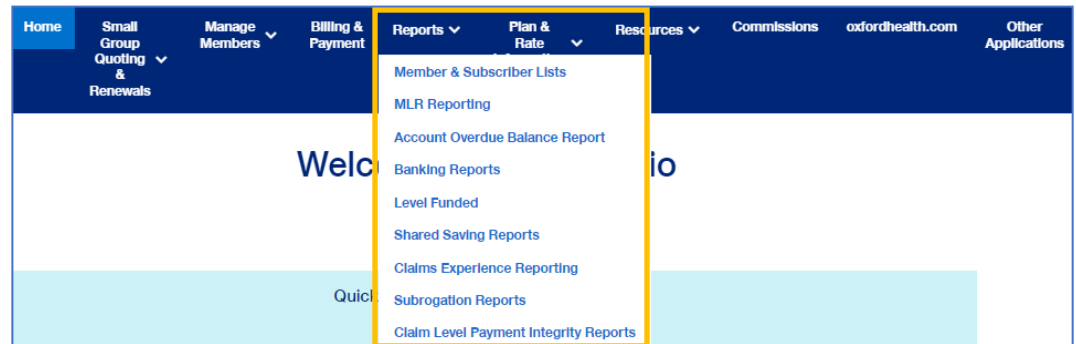 Home
Small
Group
Quoting
&
Renewals
Manage
Members
Billing &
Payment
Reports
Plan &
Rate
Resources
Commissions
oxfordhealth.com
Other
Applications
Member & Subscriber Lists
MLR Reporting
Account Overdue Balance Report
Banking Reports
Level Funded
Shared Saving Reports
Claims Experience Reporting
Subrogation Reports
Claim Level Payment Integrity Reports
Welc
io
Quick